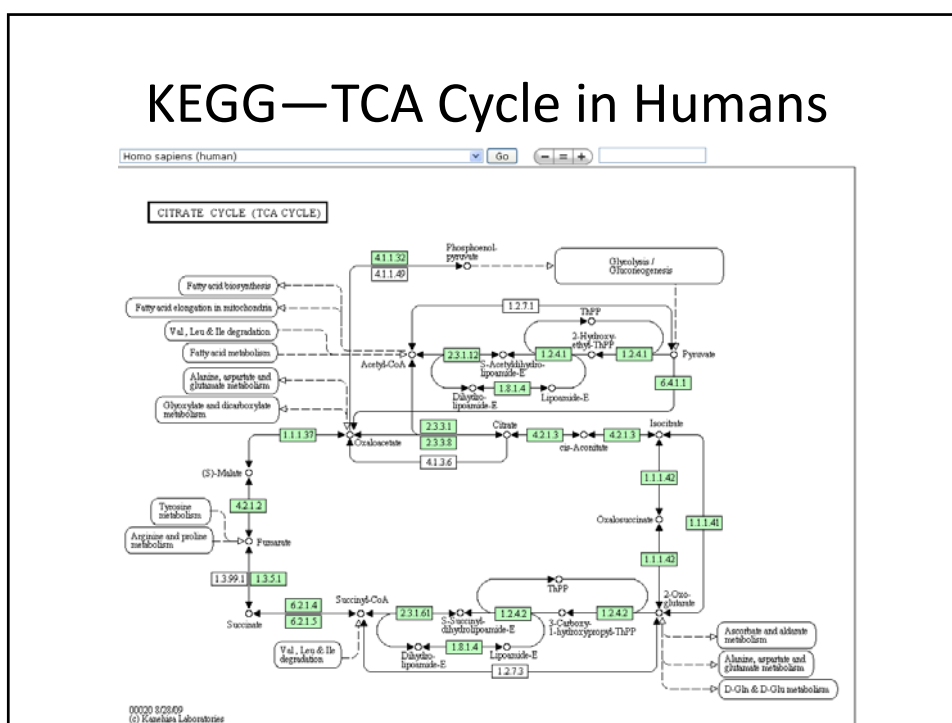 KEGG—TCA Cycle in Humans
Homo sapiens (human)
Go
− = +
CITRATE CYCLE (TCA CYCLE)
4.1.1.32
4.1.1.49
Phosphoenol-
pyruvate
Glycolysis /
Gluconeogenesis
Fatty acid biosynthesis
Fatty acid elongation in mitochondria
Val, Leu & Ile degradation
Fatty acid metabolism
Alanine, aspartate and
glutamate metabolism
Glyoxylate and dicarboxylate
metabolism
1.2.7.1
ThPP
2-Hydroxy-
ethyl-ThPP
Acetyl-CoA
2.3.1.12
S-Acetyldihydro-
lipoamide-E
1.2.4.1
1.2.4.1
Pyruvate
Dihydro-
lipoamide-E
1.8.1.4
Lipoamide-E
6.4.1.1
1.1.1.37
Oxaloacetate
2.3.3.1
2.3.3.8
4.1.3.6
Citrate
4.2.1.3
cis-Aconitate
4.2.1.3
Isocitrate
(S)-Malate
1.1.1.42
4.2.1.2
Tyrosine
metabolism
Oxalosuccinate
1.1.1.41
Arginine and proline
metabolism
Fumarate
1.1.1.42
1.3.99.1
1.3.5.1
ThPP
2-Oxo-
glutarate
Succinate
6.2.1.4
6.2.1.5
Succinyl-CoA
2.3.1.61
S-Succinyl-
dihydrolipoamide-E
1.2.4.2
3-Carboxy-
1-hydroxypropyl-ThPP
1.2.4.2
Val, Leu & Ile
degradation
Dihydro-
lipoamide-E
1.8.1.4
Lipoamide-E
1.2.7.3
Ascorbate and aldarate
metabolism
Alanine, aspartate and
glutamate metabolism
D-Gln & D-Glu metabolism
00020 8/28/09
(c) Kanehisa Laboratories